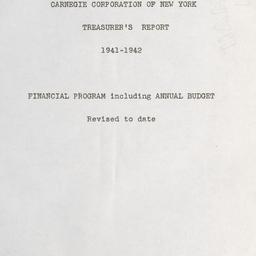 CARNEGIE CORPORATION OF NEW YORK
TREASURER'S REPORT
1941-1942
FINANCIAL PROGRAM including ANNUAL BUDGET
Revised to date